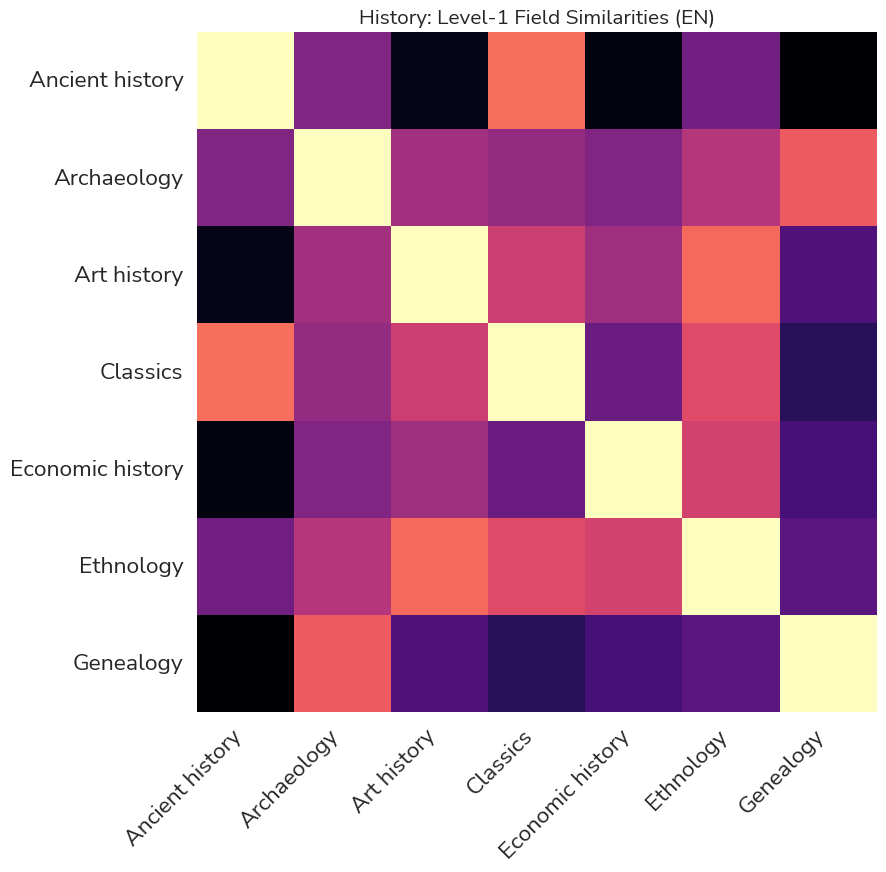 History: Level-1 Field Similarities (EN)
Ancient history
Archaeology
Art history
Classics
Economic history
Ethnology
Genealogy
Ancient history
Archaeology
Art history
Classics
Economic history
Ethnology
Genealogy